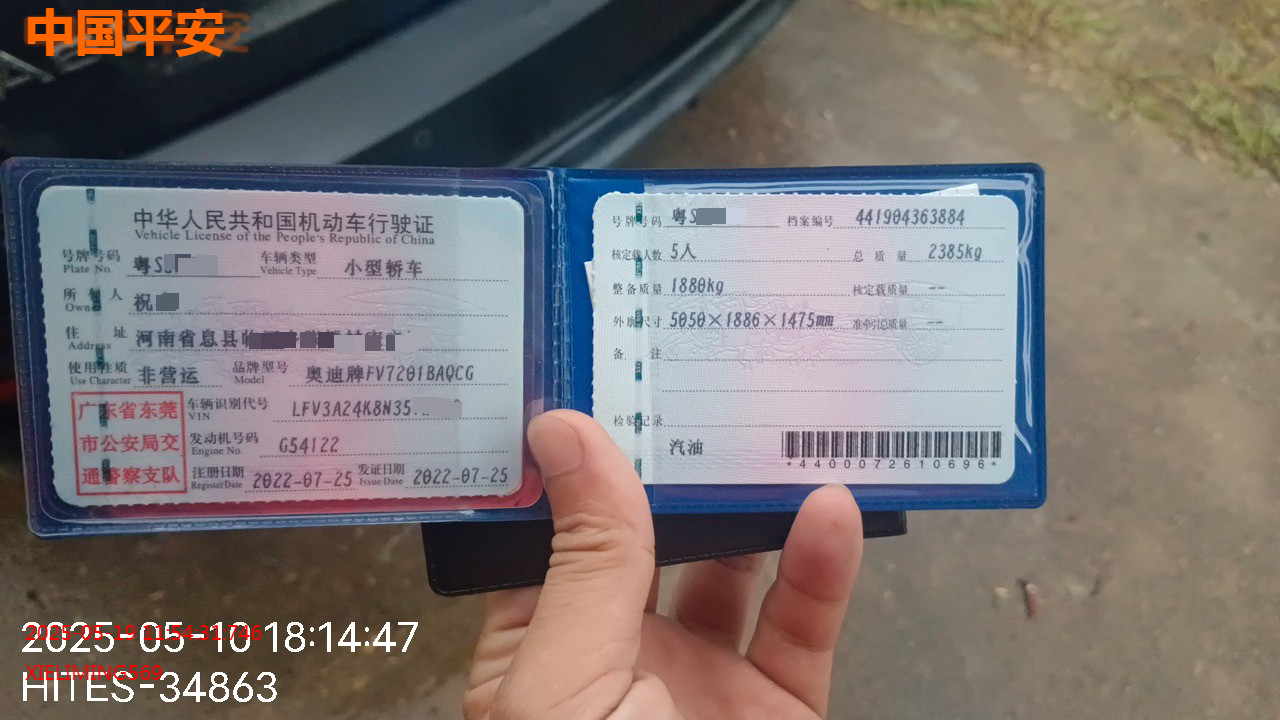 中国平安
中华人民共和国机动车行驶证
Vehicle License of the People's Republic of China
号牌号码 粤S 车辆类型 小型轿车
Plate No. Vehicle Type
所有人 祝
Owner
住址 河南省息县
Address
使用性质 非营运 品牌型号 奥迪牌FV7201BAQCG
Use Character Model
广东省东莞
市公安局交
通警察支队
车辆识别代号 LFV3A24K8N35
VIN
发动机号码 G54122
Engine No.
注册日期 2022-07-25 发证日期 2022-07-25
Register Date Issue Date
号牌号码 粤S 档案编号 441904363884
核定载人数 5人 总质量 2385kg
整备质量 1880kg 核定载质量 --
外廓尺寸 5050×1886×1475mm 准牵引总质量 --
备注
检验记录
汽油
*4400072610696*
2025-05-10 18:14:47
2025-05-19 11:54:31:746
XIELIMING569
HITES-34863